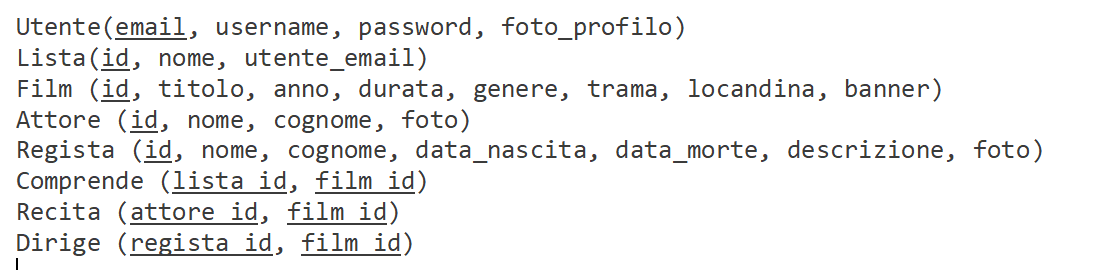 Utente(email, username, password, foto_profilo)
Lista(id, nome, utente_email)
Film (id, titolo, anno, durata, genere, trama, locandina, banner)
Attore (id, nome, cognome, foto)
Regista (id, nome, cognome, data_nascita, data_morte, descrizione, foto)
Comprende (lista_id, film_id)
Recita (attore_id, film_id)
Dirige (regista_id, film_id)